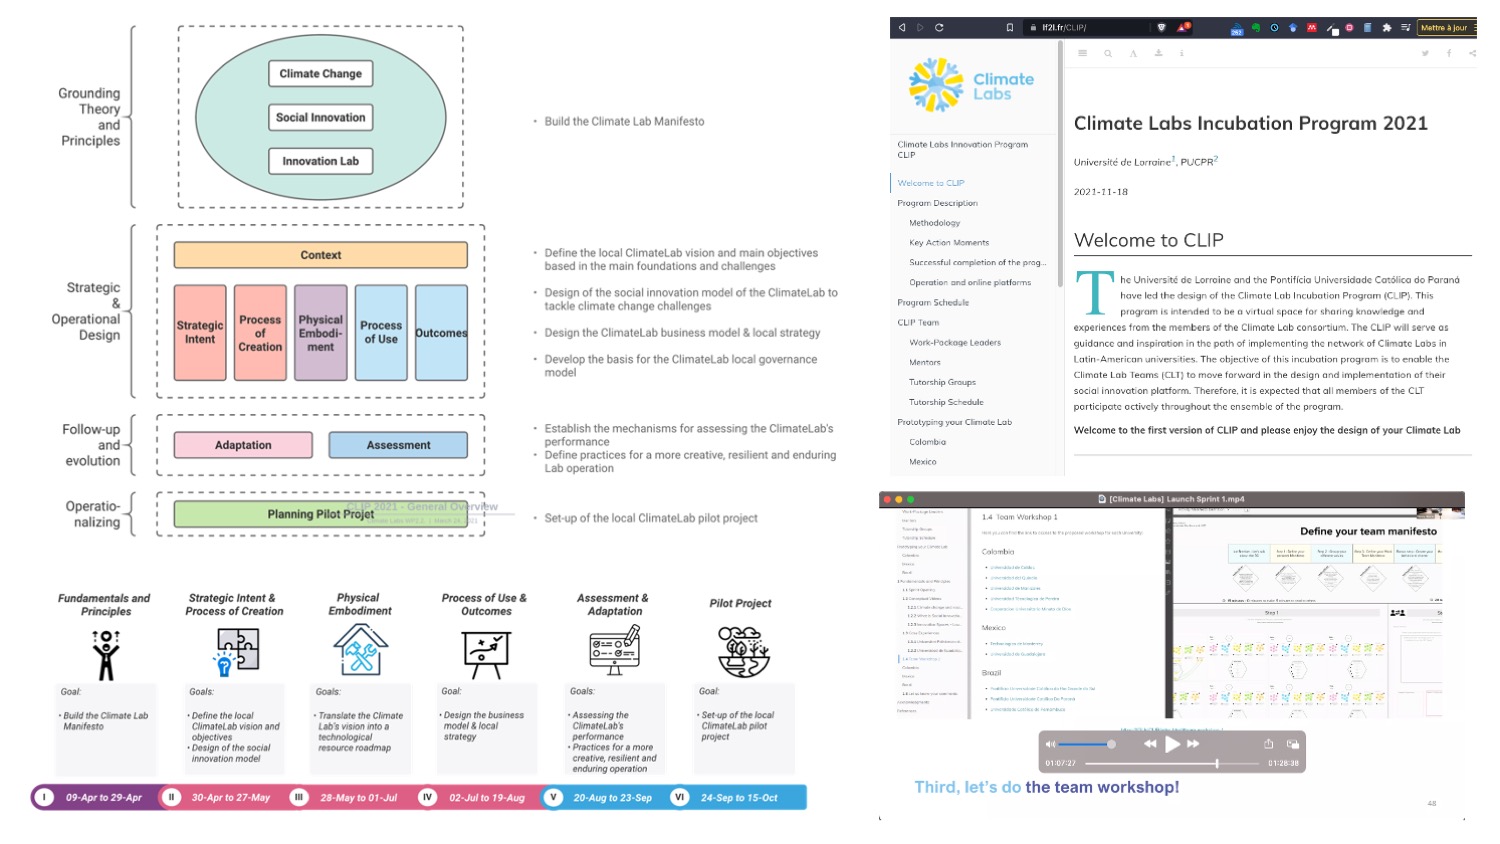 Grounding
Theory
and
Principles
Climate Change
Social Innovation
Innovation Lab
• Build the Climate Lab Manifesto
Strategic
&
Operational
Design
Context
Strategic
Intent
Process
of
Creation
Physical
Embodi-
ment
Process
of Use
Outcomes
• Define the local ClimateLab vision and main objectives
based in the main foundations and challenges
• Design of the social innovation model of the ClimateLab to
tackle climate change challenges
• Design the ClimateLab business model & local strategy
• Develop the basis for the ClimateLab local governance
model
Follow-up
and
evolution
Adaptation
Assessment
• Establish the mechanisms for assessing the ClimateLab's
performance
• Define practices for a more creative, resilient and enduring
Lab operation
Operatio-
nalizing
Planning Pilot Projet
CLIP 2021 - General Overview
• Set-up of the local ClimateLab pilot project
Fundamentals and
Principles
Goal:
• Build the Climate Lab
Manifesto
Strategic Intent &
Process of Creation
Goals:
• Define the local
ClimateLab vision and
objectives
• Design of the social
innovation model
Physical
Embodiment
Goals:
• Translate the Climate
Lab's vision into a
technological
resource roadmap
Process of Use &
Outcomes
Goal:
• Design the business
model & local
strategy
Assessment &
Adaptation
Goals:
• Assessing the
ClimateLab's
performance
• Practices for a more
creative, resilient and
enduring operation
Pilot Project
Goal:
• Set-up of the local
ClimateLab pilot
project
I 09-Apr to 29-Apr
II 30-Apr to 27-May
III 28-May to 01-Jul
IV 02-Jul to 19-Aug
V 20-Aug to 23-Sep
VI 24-Sep to 15-Oct
lf2l.fr/CLIP/
Mettre à jour
Climate
Labs
Climate Labs Innovation Program
CLIP
Welcome to CLIP
Program Description
Methodology
Key Action Moments
Successful completion of the prog...
Operation and online platforms
Program Schedule
CLIP Team
Work-Package Leaders
Mentors
Tutorship Groups
Tutorship Schedule
Prototyping your Climate Lab
Colombia
Mexico
Climate Labs Incubation Program 2021
Université de Lorraine1, PUCPR2
2021-11-18
Welcome to CLIP
The Université de Lorraine and the Pontifícia Universidade Católica do Paraná
have led the design of the Climate Lab Incubation Program (CLIP). This
program is intended to be a virtual space for sharing knowledge and
experiences from the members of the Climate Lab consortium. The CLIP will serve as
guidance and inspiration in the path of implementing the network of Climate Labs in
Latin-American universities. The objective of this incubation program is to enable the
Climate Lab Teams (CLT) to move forward in the design and implementation of their
social innovation platform. Therefore, it is expected that all members of the CLT
participate actively throughout the ensemble of the program.
Welcome to the first version of CLIP and please enjoy the design of your Climate Lab
[Climate Labs] Launch Sprint 1.mp4
1.4 Team Workshop 1
Colombia
Mexico
Brazil
Define your team manifesto
Step 1
01:07:27
01:28:38
Third, let's do the team workshop!
48